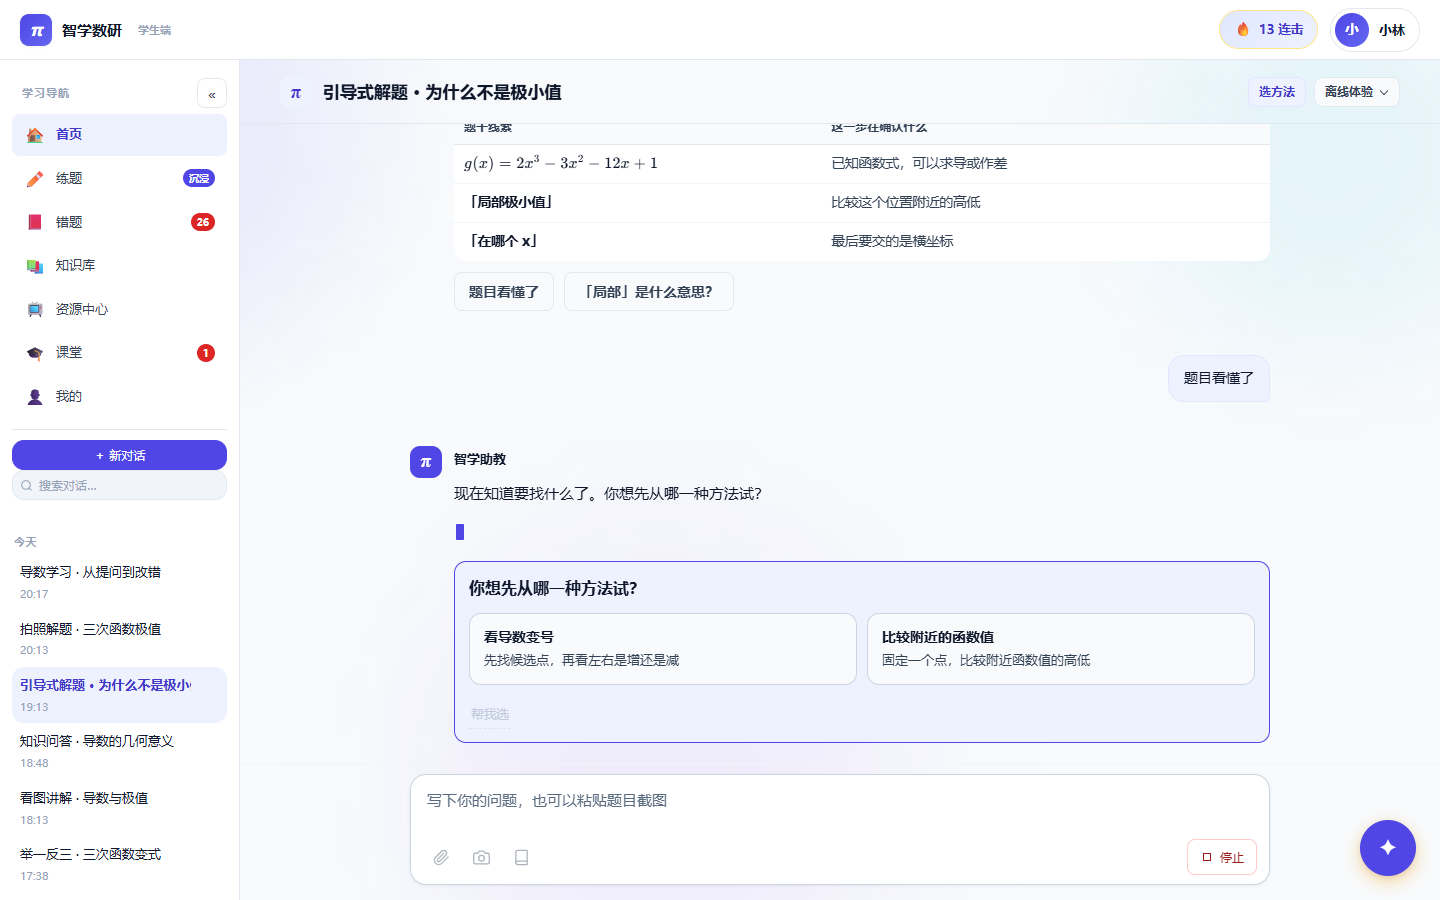 π 智学数研 学生端
13 连击
小 小林
学习导航 «
首页
练题 沉浸
错题 26
知识库
资源中心
课堂 1
我的
+ 新对话
搜索对话...
今天
导数学习 · 从提问到改错
20:17
拍照解题 · 三次函数极值
20:13
引导式解题 • 为什么不是极小
19:13
知识问答 · 导数的几何意义
18:48
看图讲解 · 导数与极值
18:13
举一反三 · 三次函数变式
17:38
π 引导式解题 • 为什么不是极小值
选方法 离线体验
题干线索 这一步在确认什么
g(x) = 2x³ − 3x² − 12x + 1 已知函数式，可以求导或作差
「局部极小值」 比较这个位置附近的高低
「在哪个 x」 最后要交的是横坐标
题目看懂了 「局部」是什么意思？
题目看懂了
π 智学助教
现在知道要找什么了。你想先从哪一种方法试？
你想先从哪一种方法试？
看导数变号
先找候选点，再看左右是增还是减
比较附近的函数值
固定一个点，比较附近函数值的高低
帮我选
写下你的问题，也可以粘贴题目截图
停止